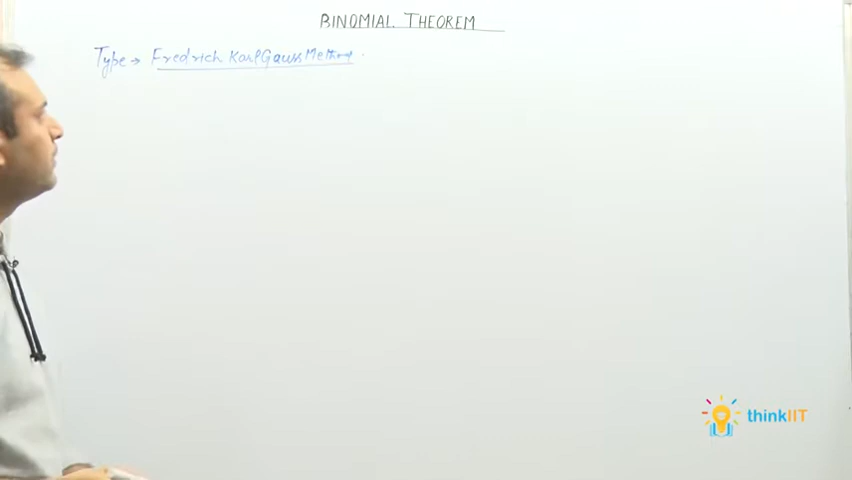 BINOMIAL THEOREM
Type → Fredrich Karl Gauss Method.
thinkIIT